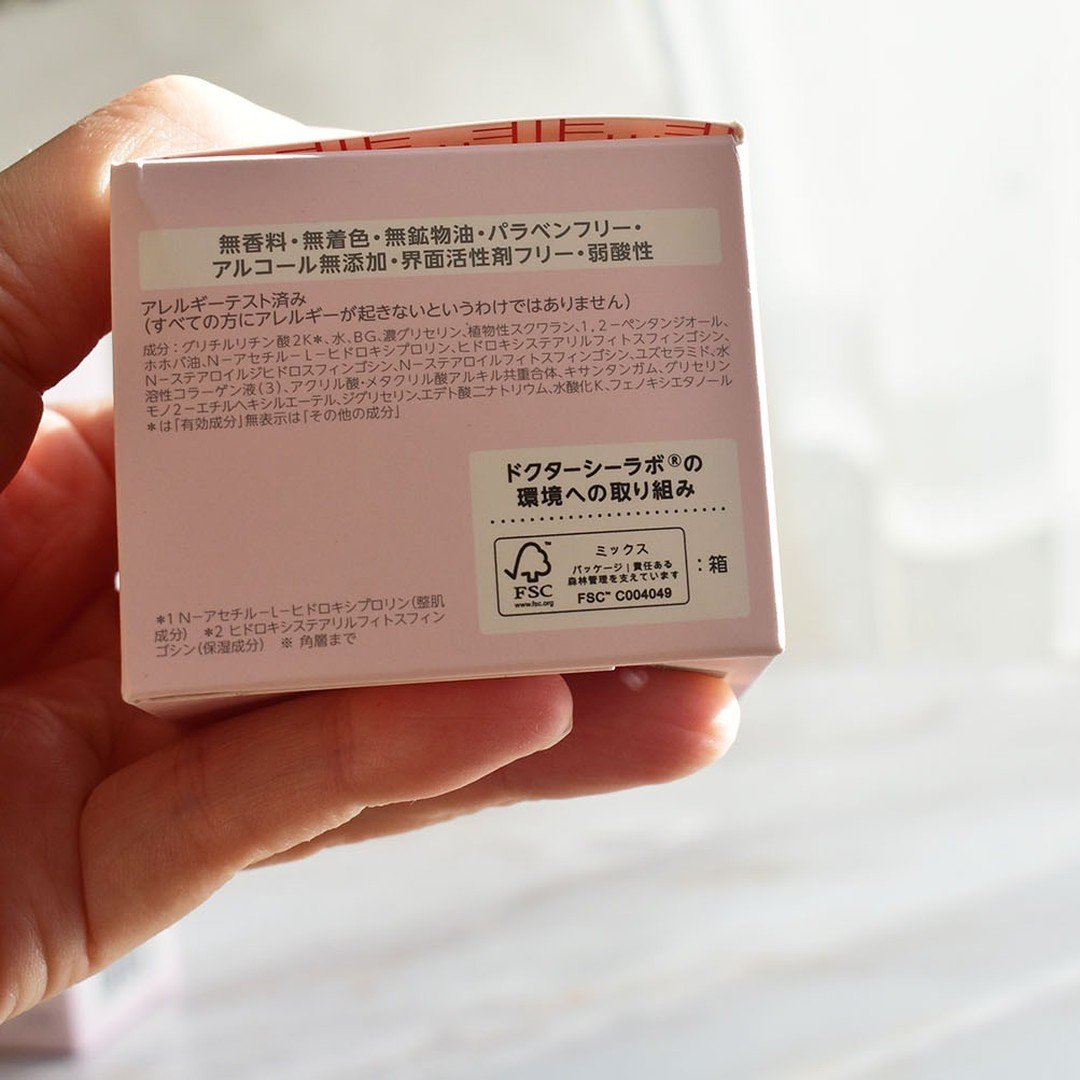 無香料・無着色・無鉱物油・パラベンフリー・
アルコール無添加・界面活性剤フリー・弱酸性
アレルギーテスト済み
(すべての方にアレルギーが起きないというわけではありません)
成分：グリチルリチン酸2K*、水、BG、濃グリセリン、植物性スクワラン、1，2－ペンタンジオール、
ホホバ油、N－アセチル－L－ヒドロキシプロリン、ヒドロキシステアリルフィトスフィンゴシン、
N－ステアロイルジヒドロスフィンゴシン、N－ステアロイルフィトスフィンゴシン、ユズセラミド、水
溶性コラーゲン液(3)、アクリル酸・メタクリル酸アルキル共重合体、キサンタンガム、グリセリン
モノ2－エチルヘキシルエーテル、ジグリセリン、エデト酸二ナトリウム、水酸化K、フェノキシエタノール
*は「有効成分」無表示は「その他の成分」
ドクターシーラボ®の
環境への取り組み
FSC™
www.fsc.org
ミックス
パッケージ｜責任ある
森林管理を支えています
FSC™ C004049
：箱
*1 N－アセチル－L－ヒドロキシプロリン(整肌
成分) *2 ヒドロキシステアリルフィトスフィン
ゴシン(保湿成分) ※ 角層まで